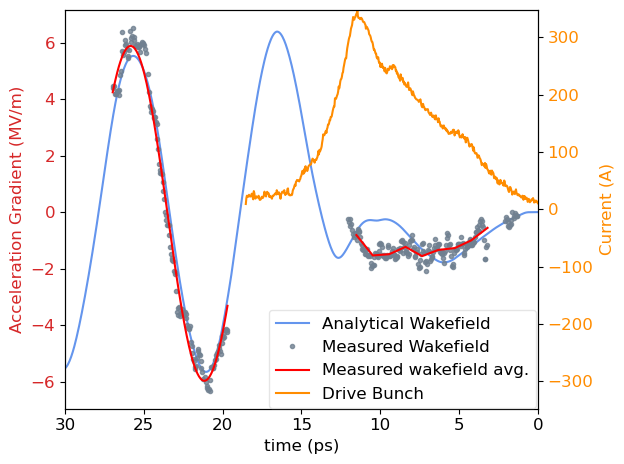 Acceleration Gradient (MV/m)
6
4
2
0
−2
−4
−6
300
200
100
0
−100
−200
−300
Current (A)
Analytical Wakefield
Measured Wakefield
Measured wakefield avg.
Drive Bunch
30 25 20 15 10 5 0
time (ps)